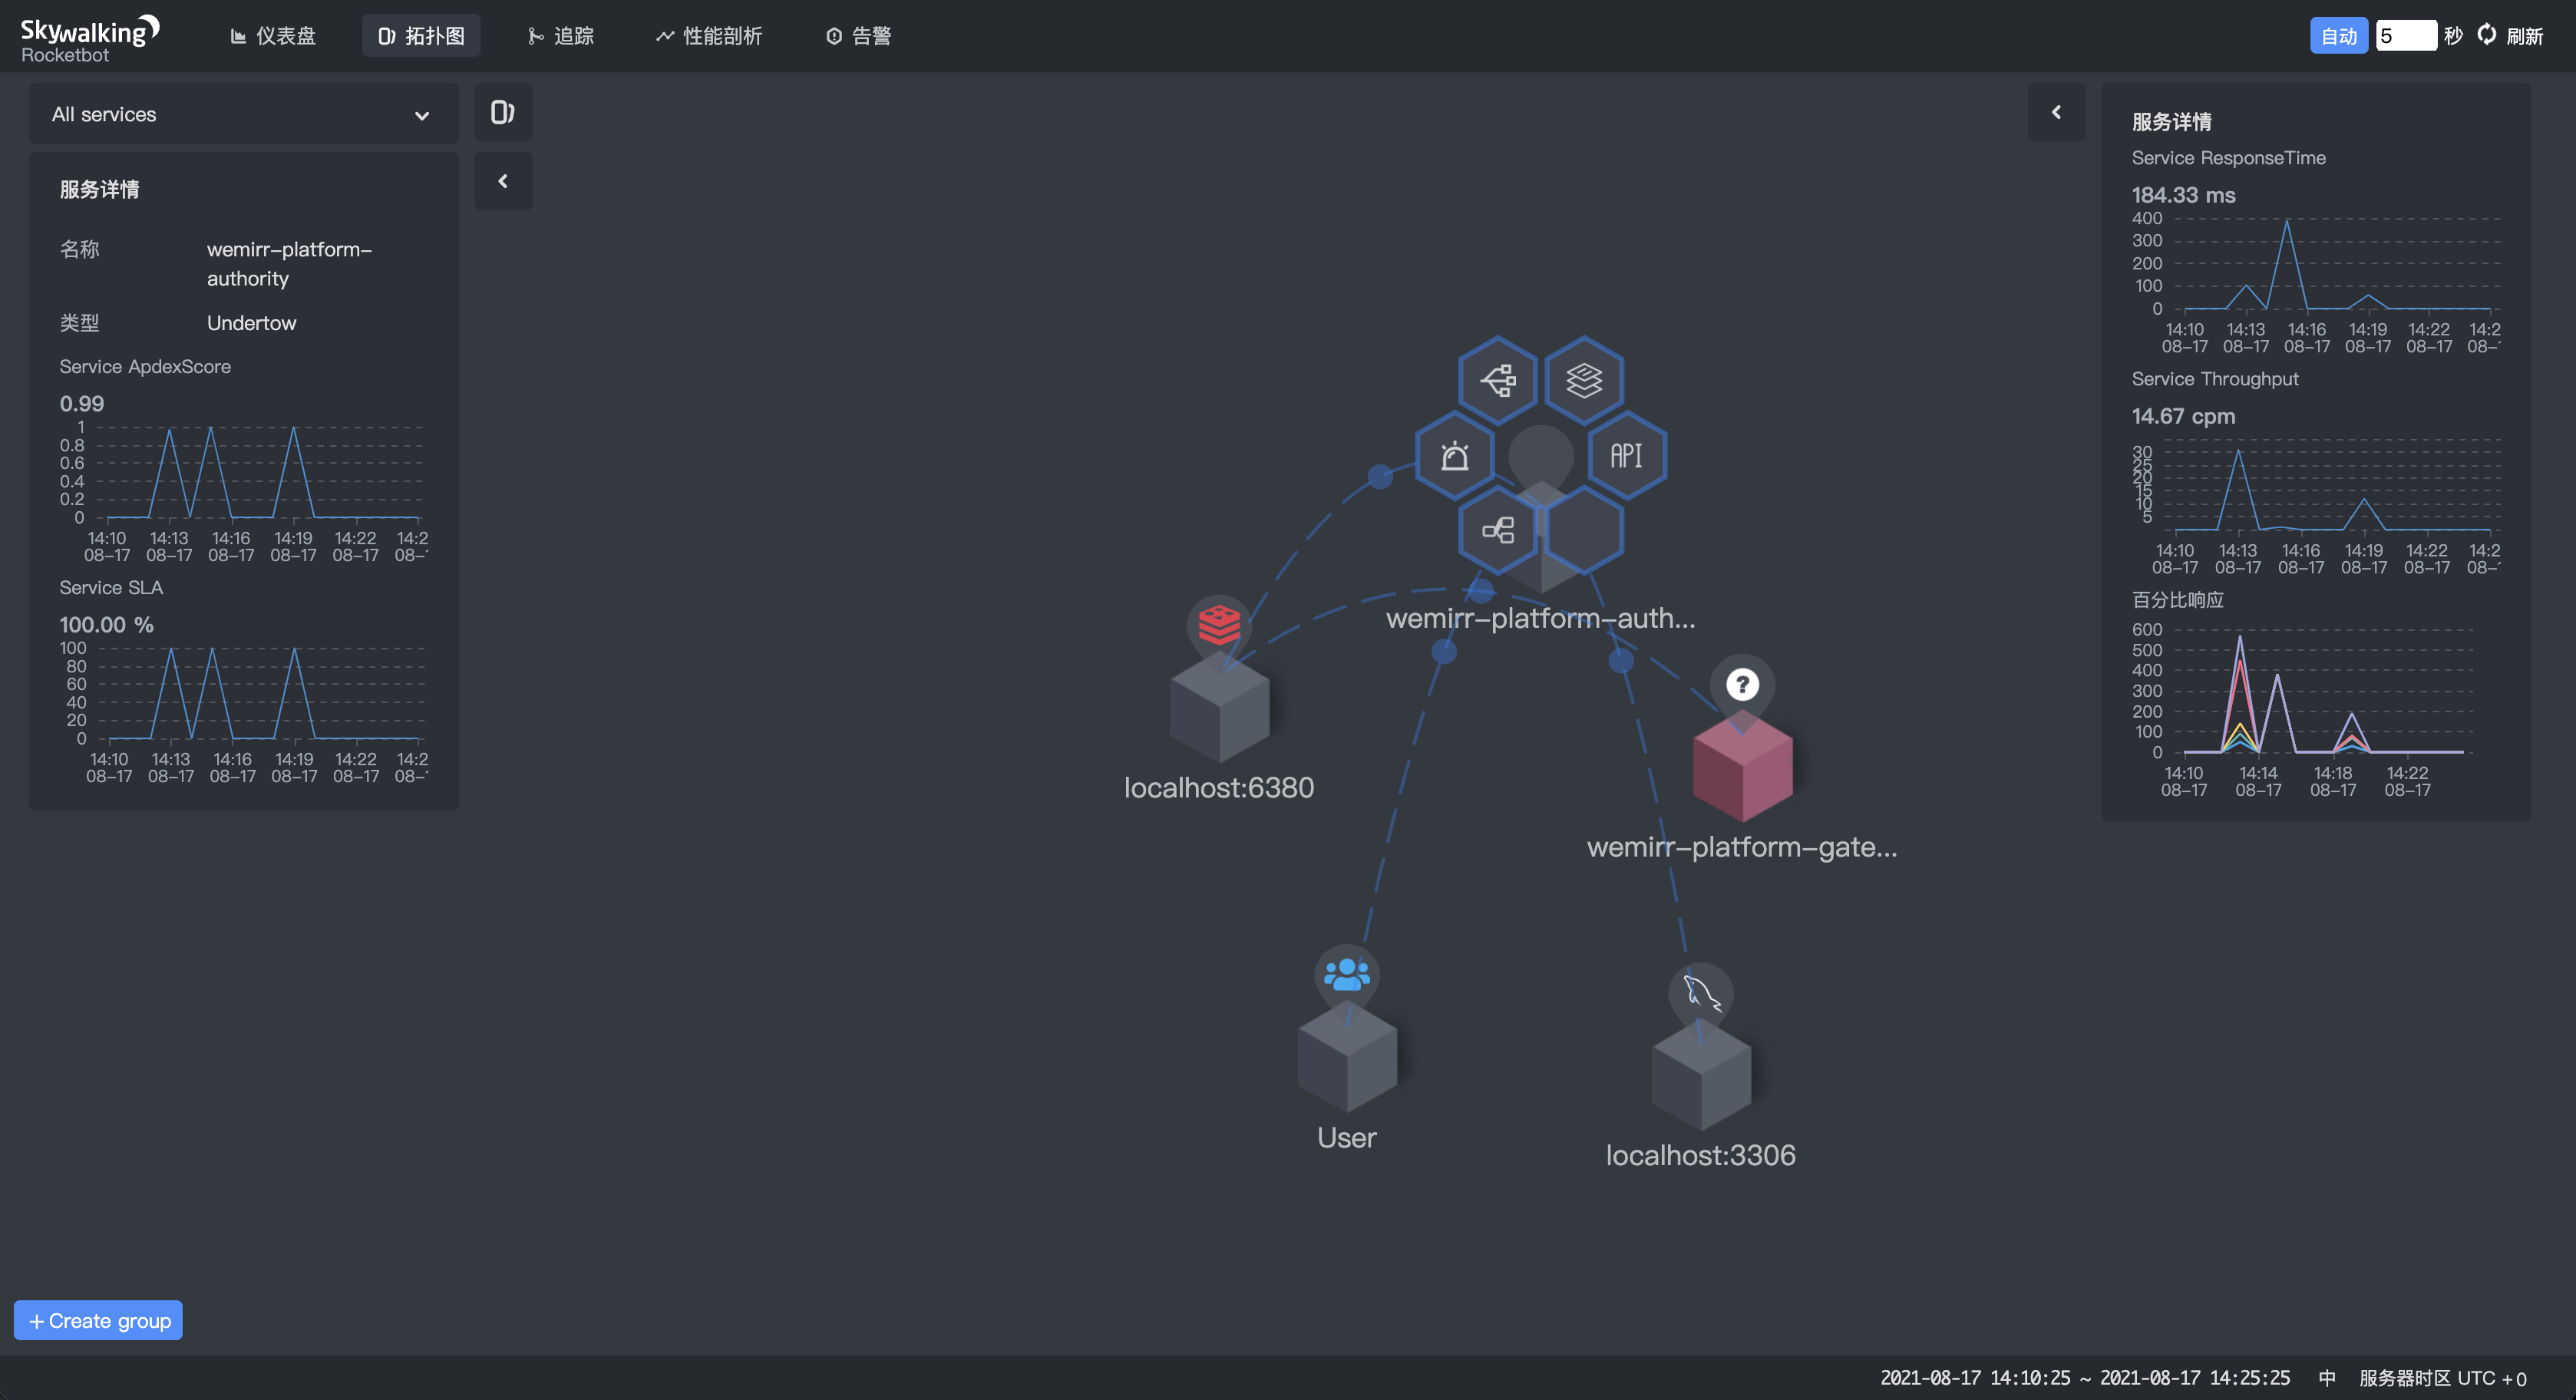 Skywalking
Rocketbot
仪表盘
拓扑图
追踪
性能剖析
告警
自动
5
秒
刷新
All services
服务详情
名称
wemirr-platform-
authority
类型
Undertow
Service ApdexScore
0.99
1
0.8
0.6
0.4
0.2
0
14:10 14:13 14:16 14:19 14:22 14:2
08-17 08-17 08-17 08-17 08-17 08-
Service SLA
100.00 %
100
80
60
40
20
0
14:10 14:13 14:16 14:19 14:22 14:2
08-17 08-17 08-17 08-17 08-17 08-
API
wemirr-platform-auth...
localhost:6380
?
wemirr-platform-gate...
User
localhost:3306
服务详情
Service ResponseTime
184.33 ms
400
300
200
100
0
14:10 14:13 14:16 14:19 14:22 14:2
08-17 08-17 08-17 08-17 08-17 08-
Service Throughput
14.67 cpm
30
25
20
15
10
5
14:10 14:13 14:16 14:19 14:22 14:2
08-17 08-17 08-17 08-17 08-17 08-
百分比响应
600
500
400
300
200
100
0
14:10 14:14 14:18 14:22
08-17 08-17 08-17 08-17
+ Create group
2021-08-17 14:10:25 ~ 2021-08-17 14:25:25
中
服务器时区 UTC +0